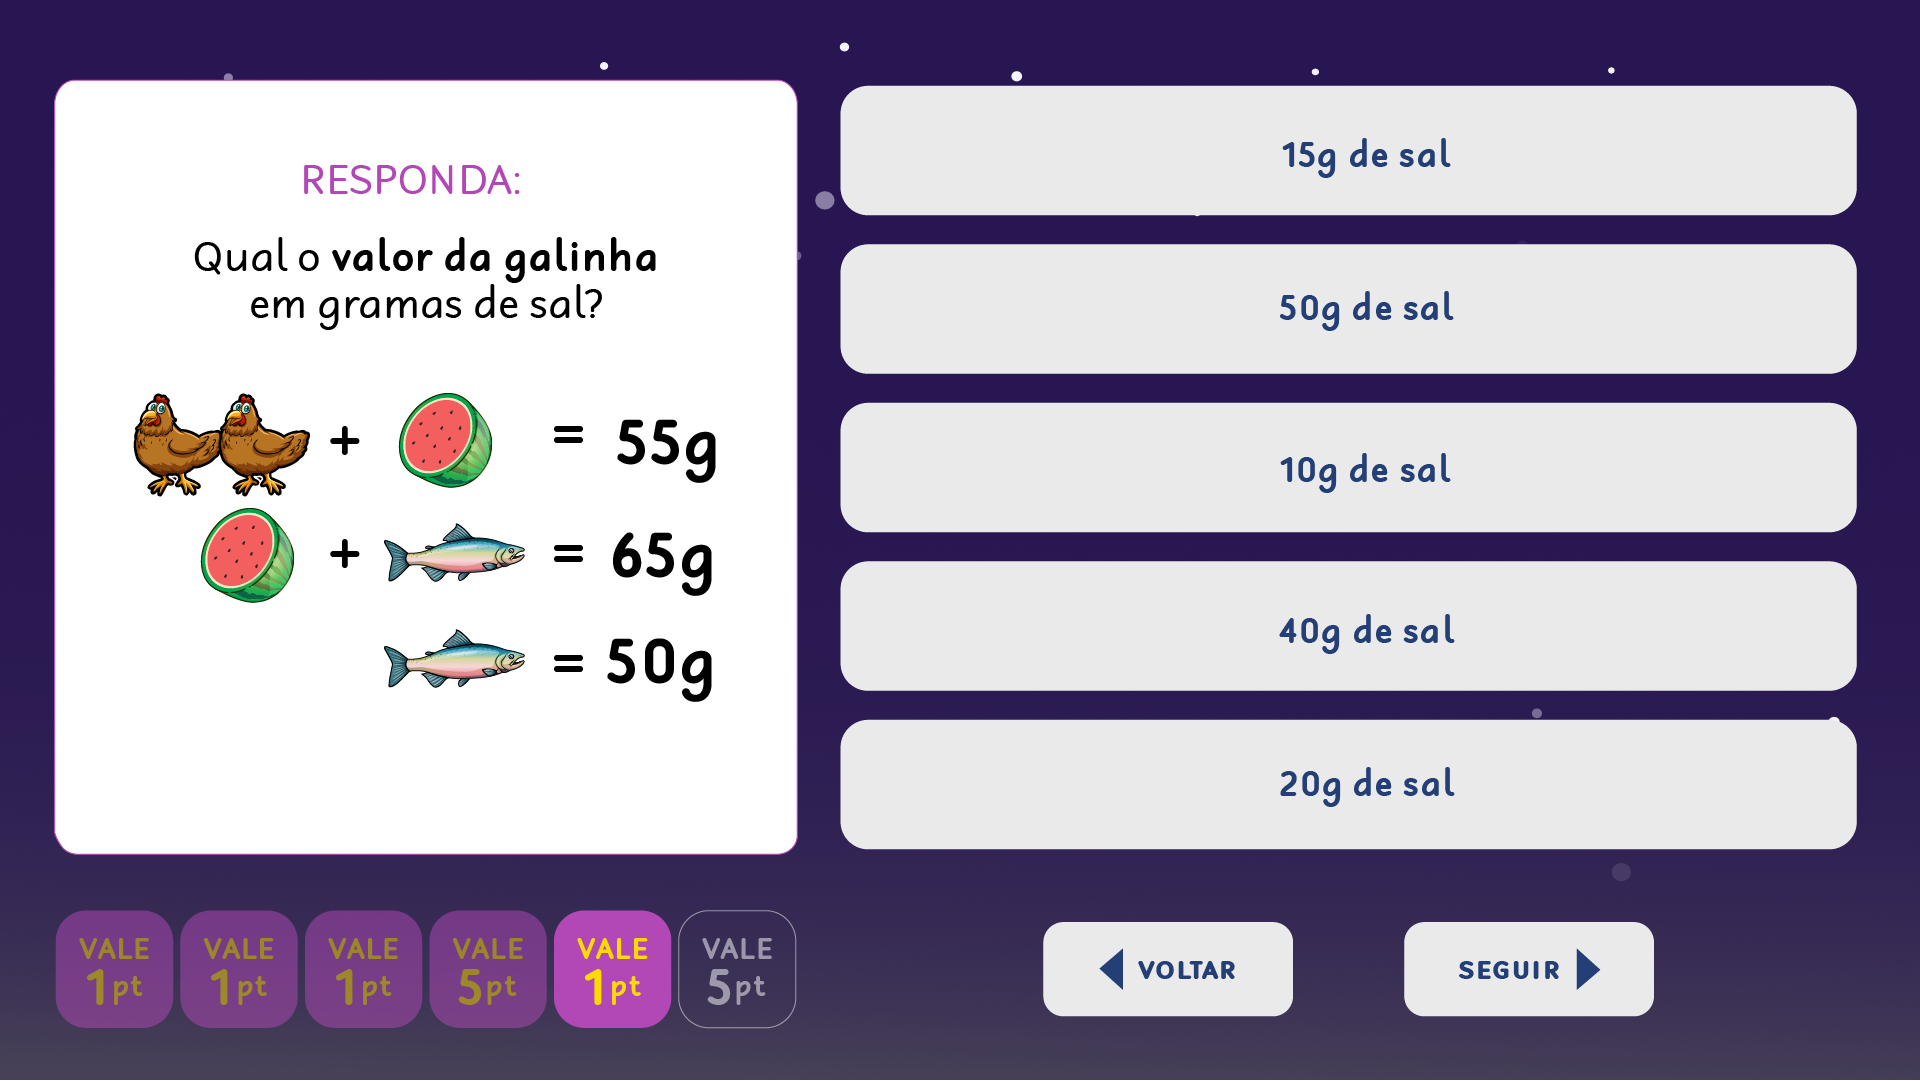 RESPONDA:
Qual o valor da galinha
em gramas de sal?
+ = 55g
+ = 65g
= 50g
15g de sal
50g de sal
10g de sal
40g de sal
20g de sal
VALE
1pt
VALE
1pt
VALE
1pt
VALE
5pt
VALE
1pt
VALE
5pt
VOLTAR
SEGUIR